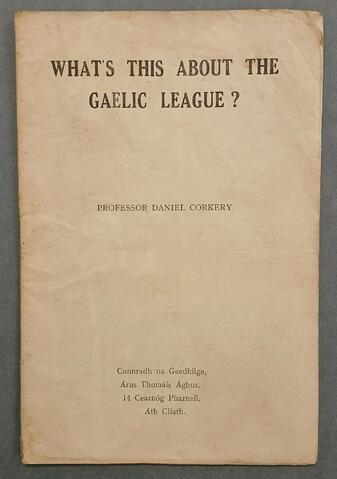 WHAT'S THIS ABOUT THE
GAELIC LEAGUE?
PROFESSOR DANIEL CORKERY.
Connradh na Gaedhilge,
Árus Thomáis Ághus,
14 Cearnóg Pharnell,
Ath Cliath.